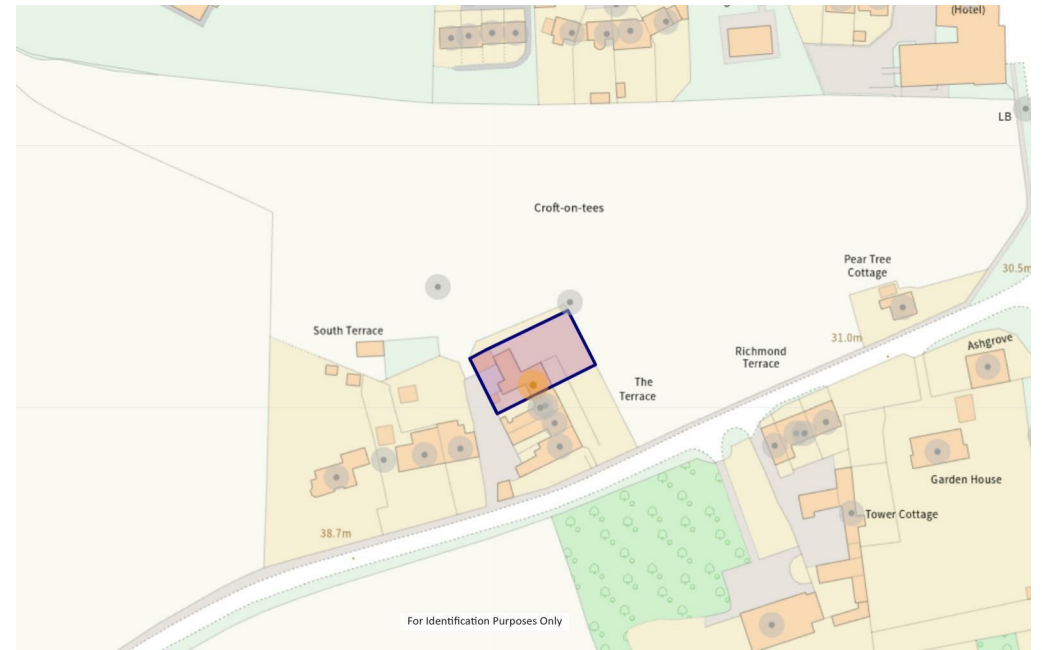 (Hotel)
LB
Croft-on-tees
Pear Tree
Cottage
30.5m
South Terrace
31.0m
Ashgrove
Richmond
Terrace
The
Terrace
Garden House
Tower Cottage
38.7m
For Identification Purposes Only